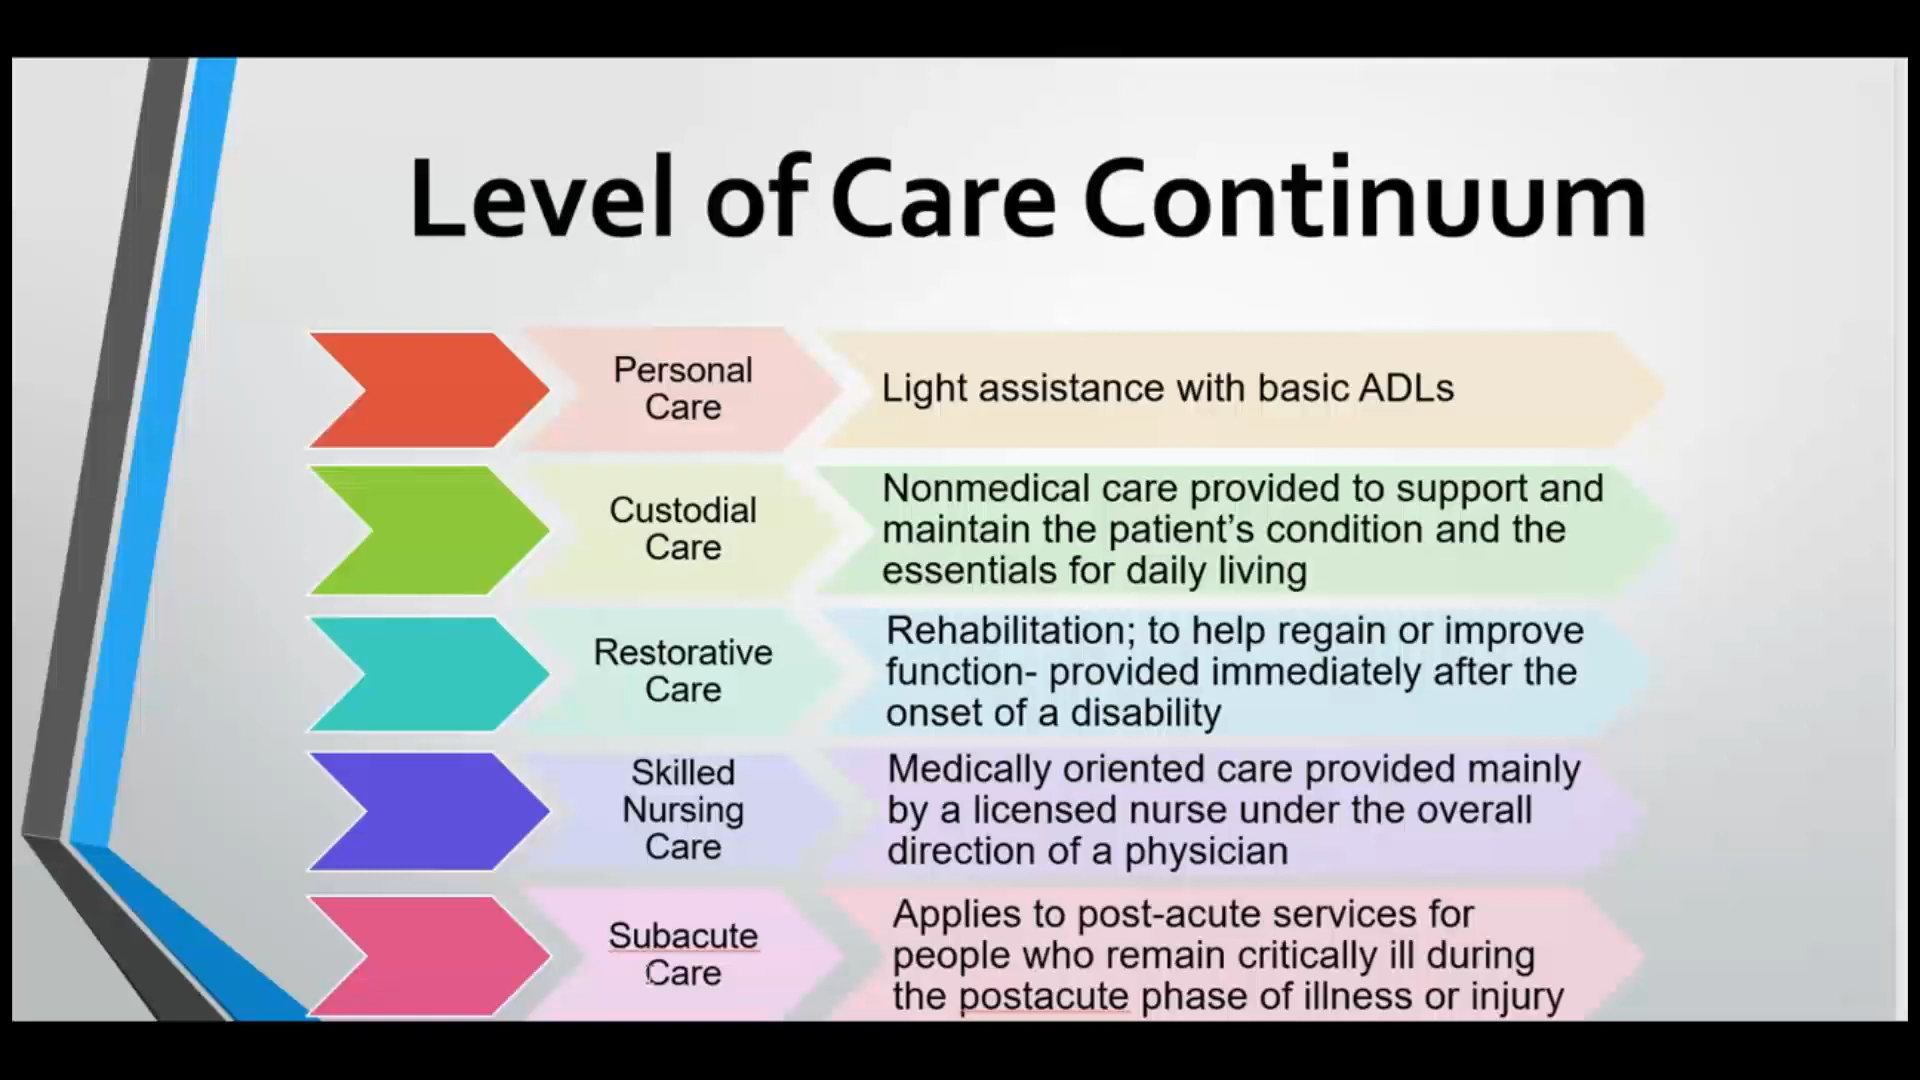 Level of Care Continuum
Personal
Care
Light assistance with basic ADLs
Custodial
Care
Nonmedical care provided to support and
maintain the patient’s condition and the
essentials for daily living
Restorative
Care
Rehabilitation; to help regain or improve
function- provided immediately after the
onset of a disability
Skilled
Nursing
Care
Medically oriented care provided mainly
by a licensed nurse under the overall
direction of a physician
Subacute
Care
Applies to post-acute services for
people who remain critically ill during
the postacute phase of illness or injury